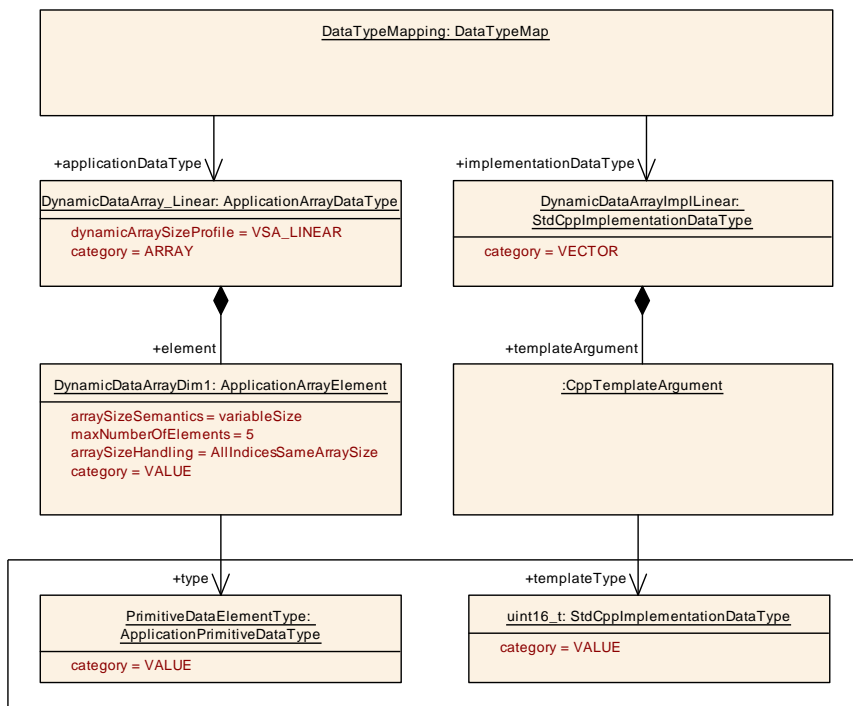 DataTypeMapping: DataTypeMap
+applicationDataType
+implementationDataType
DynamicDataArray_Linear: ApplicationArrayDataType
dynamicArraySizeProfile = VSA_LINEAR
category = ARRAY
DynamicDataArrayImplLinear:
StdCppImplementationDataType
category = VECTOR
+element
+templateArgument
DynamicDataArrayDim1: ApplicationArrayElement
arraySizeSemantics = variableSize
maxNumberOfElements = 5
arraySizeHandling = AllIndicesSameArraySize
category = VALUE
:CppTemplateArgument
+type
+templateType
PrimitiveDataElementType:
ApplicationPrimitiveDataType
category = VALUE
uint16_t: StdCppImplementationDataType
category = VALUE